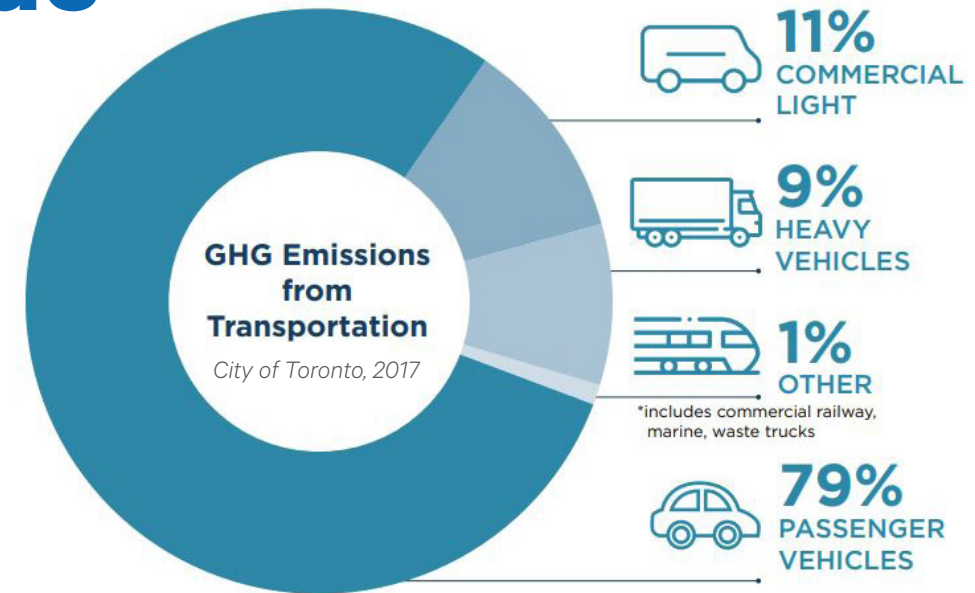 GHG Emissions
from
Transportation
City of Toronto, 2017
11%
COMMERCIAL
LIGHT
9%
HEAVY
VEHICLES
1%
OTHER
*includes commercial railway,
marine, waste trucks
79%
PASSENGER
VEHICLES